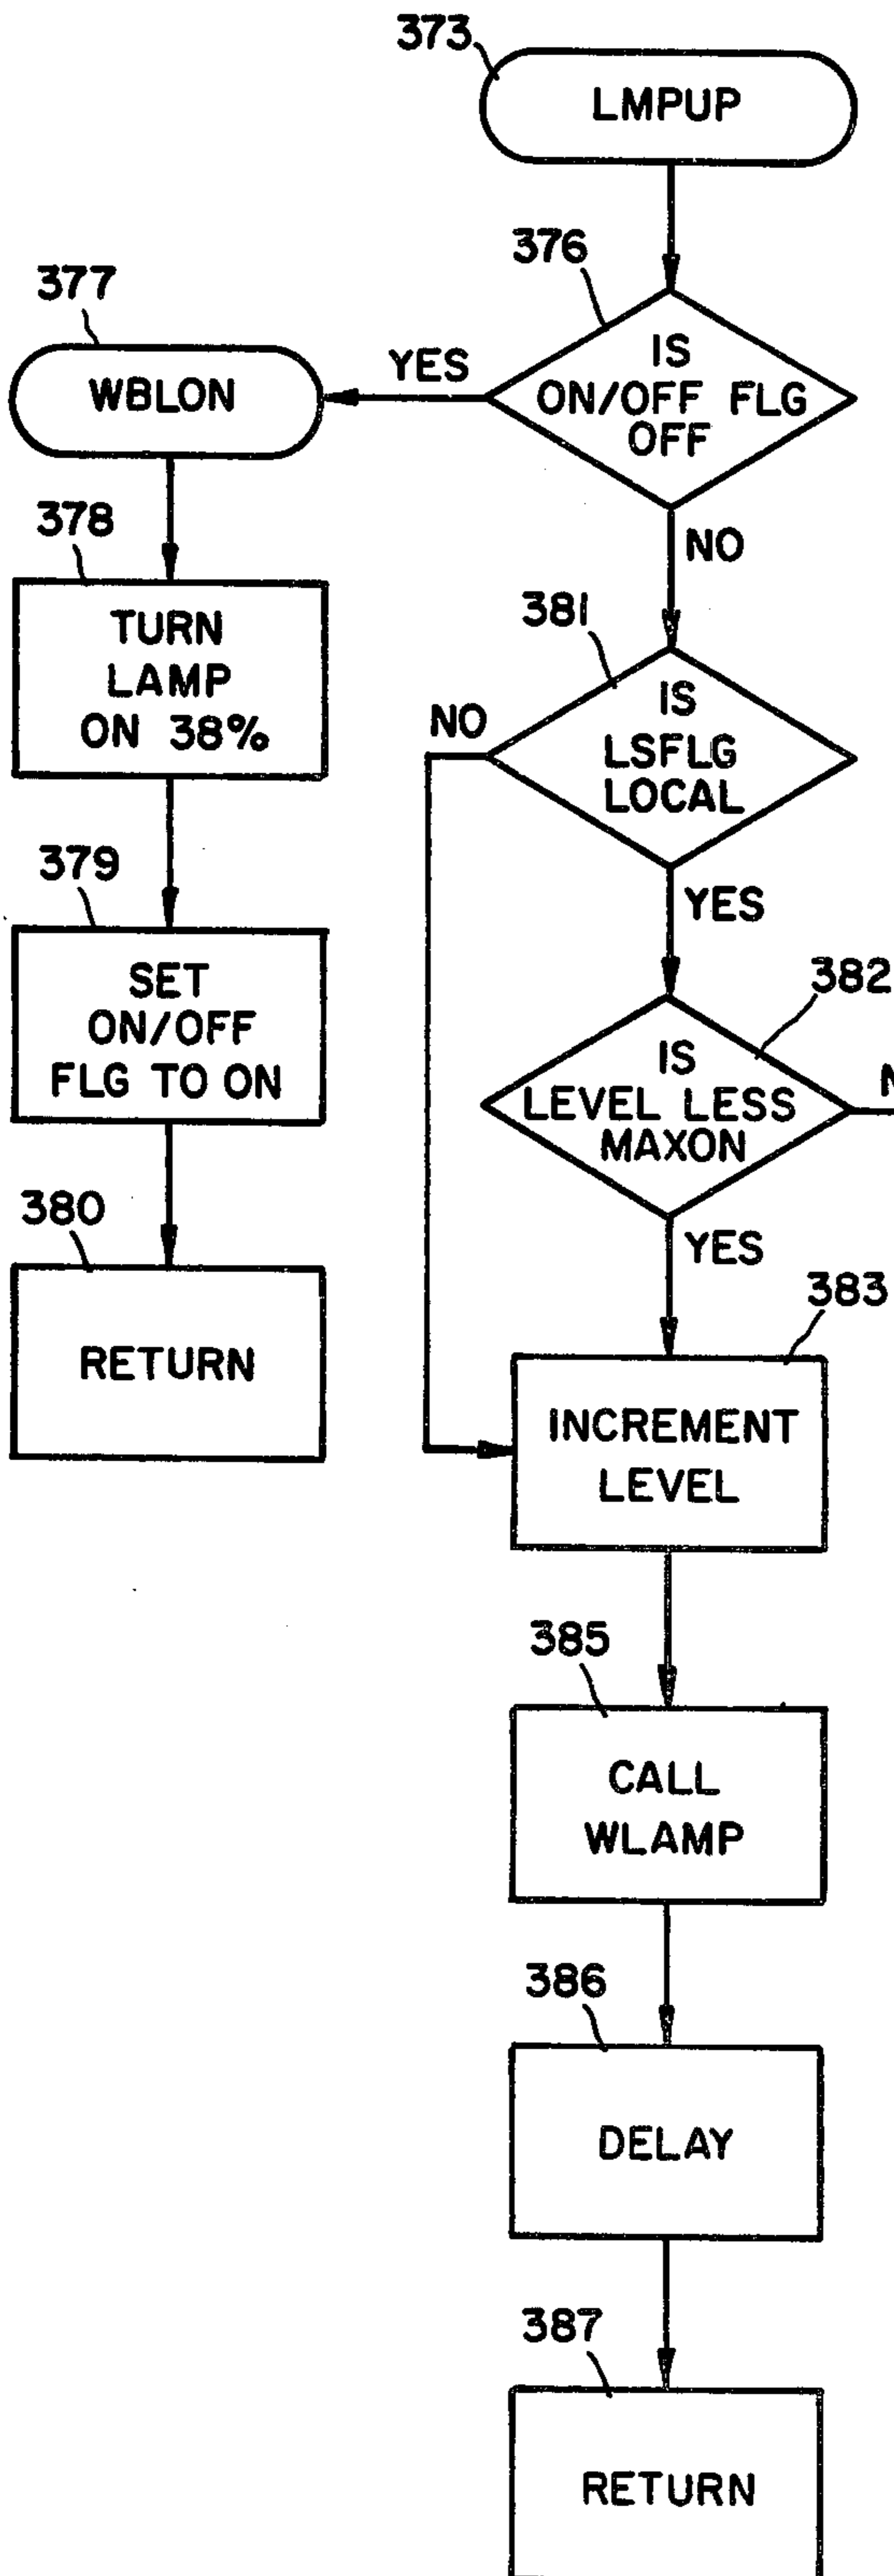 373
LMPUP
376
IS
ON/OFF FLG
OFF
YES
NO
377
WBLON
378
TURN
LAMP
ON 38%
379
SET
ON/OFF
FLG TO ON
380
RETURN
381
IS
LSFLG
LOCAL
NO
YES
382
IS
LEVEL LESS
MAXON
YES
383
INCREMENT
LEVEL
385
CALL
WLAMP
386
DELAY
387
RETURN